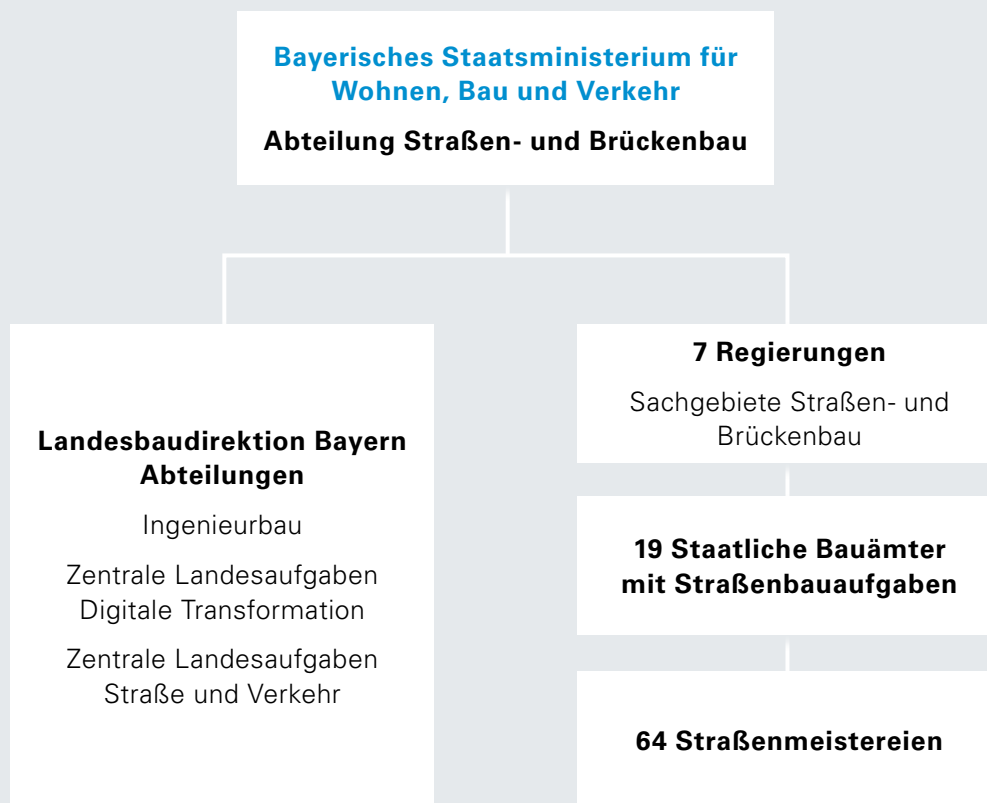 Bayerisches Staatsministerium für
Wohnen, Bau und Verkehr
Abteilung Straßen- und Brückenbau
Landesbaudirektion Bayern
Abteilungen
Ingenieurbau
Zentrale Landesaufgaben
Digitale Transformation
Zentrale Landesaufgaben
Straße und Verkehr
7 Regierungen
Sachgebiete Straßen- und
Brückenbau
19 Staatliche Bauämter
mit Straßenbauaufgaben
64 Straßenmeistereien